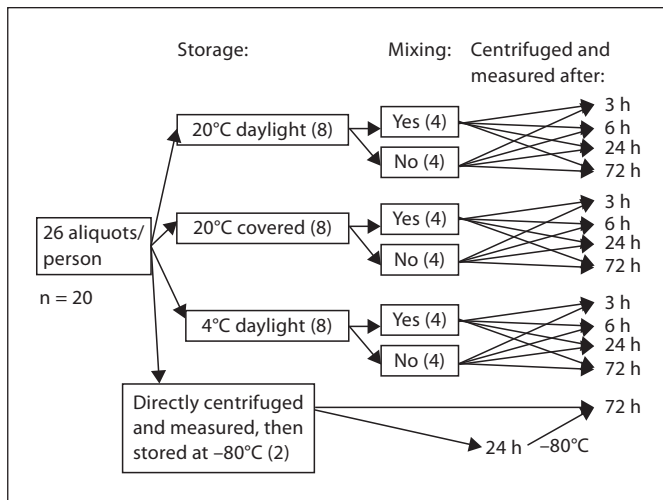 Storage:
Mixing:
Centrifuged and
measured after:
20°C daylight (8)
Yes (4)
No (4)
3 h
6 h
24 h
72 h
26 aliquots/
person
n = 20
20°C covered (8)
Yes (4)
No (4)
3 h
6 h
24 h
72 h
4°C daylight (8)
Yes (4)
No (4)
3 h
6 h
24 h
72 h
Directly centrifuged
and measured, then
stored at –80°C (2)
72 h
24 h
–80°C